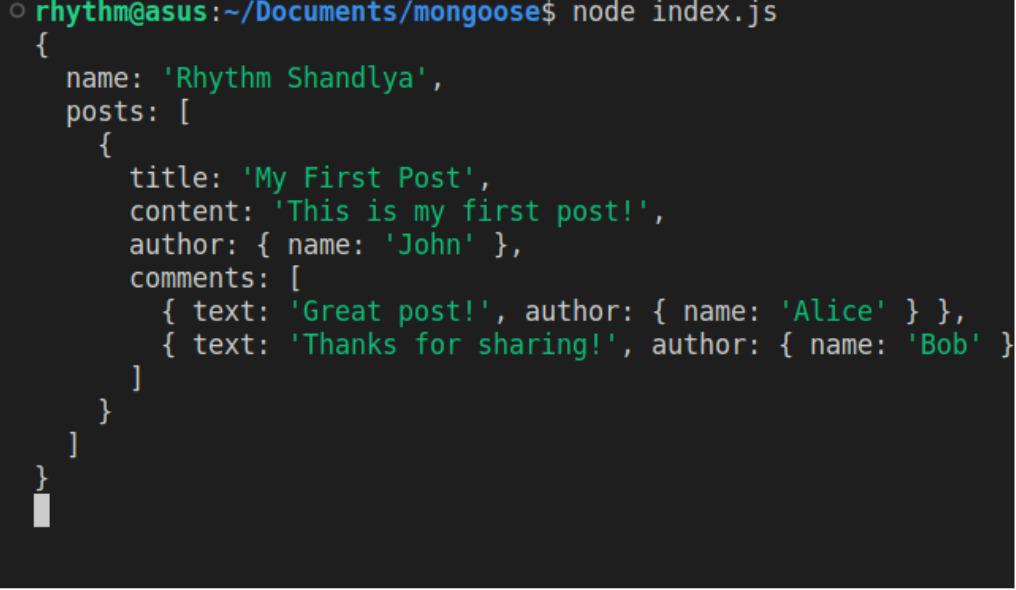 rhythm@asus:~/Documents/mongoose$ node index.js
{
  name: 'Rhythm Shandlya',
  posts: [
    {
      title: 'My First Post',
      content: 'This is my first post!',
      author: { name: 'John' },
      comments: [
        { text: 'Great post!', author: { name: 'Alice' } },
        { text: 'Thanks for sharing!', author: { name: 'Bob' }
      ]
    }
  ]
}